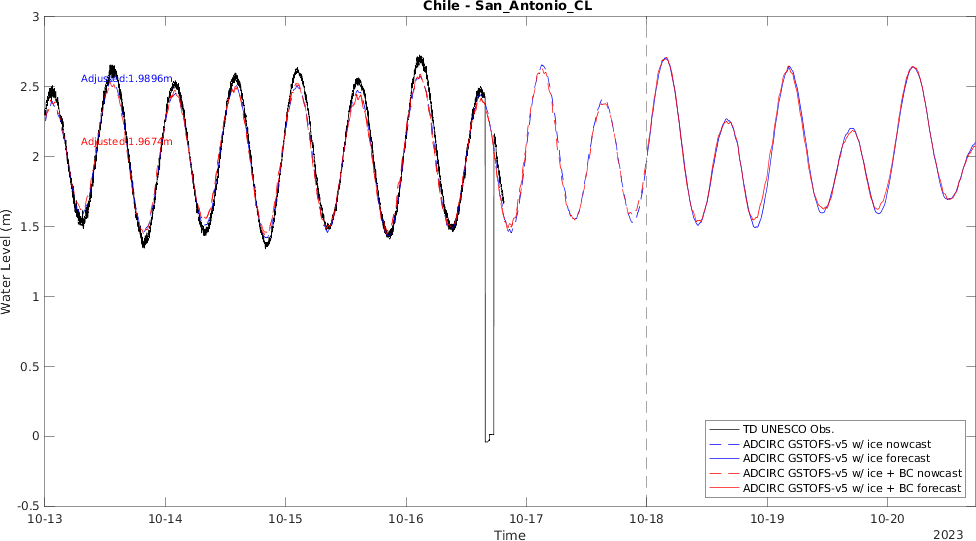 Chile - San_Antonio_CL
3
2.5
2
1.5
1
0.5
0
-0.5
Water Level (m)
Adjusted:1.9896m
Adjusted:1.9674m
TD UNESCO Obs.
ADCIRC GSTOFS-v5 w/ ice nowcast
ADCIRC GSTOFS-v5 w/ ice forecast
ADCIRC GSTOFS-v5 w/ ice + BC nowcast
ADCIRC GSTOFS-v5 w/ ice + BC forecast
10-13 10-14 10-15 10-16 10-17 10-18 10-19 10-20
Time
2023